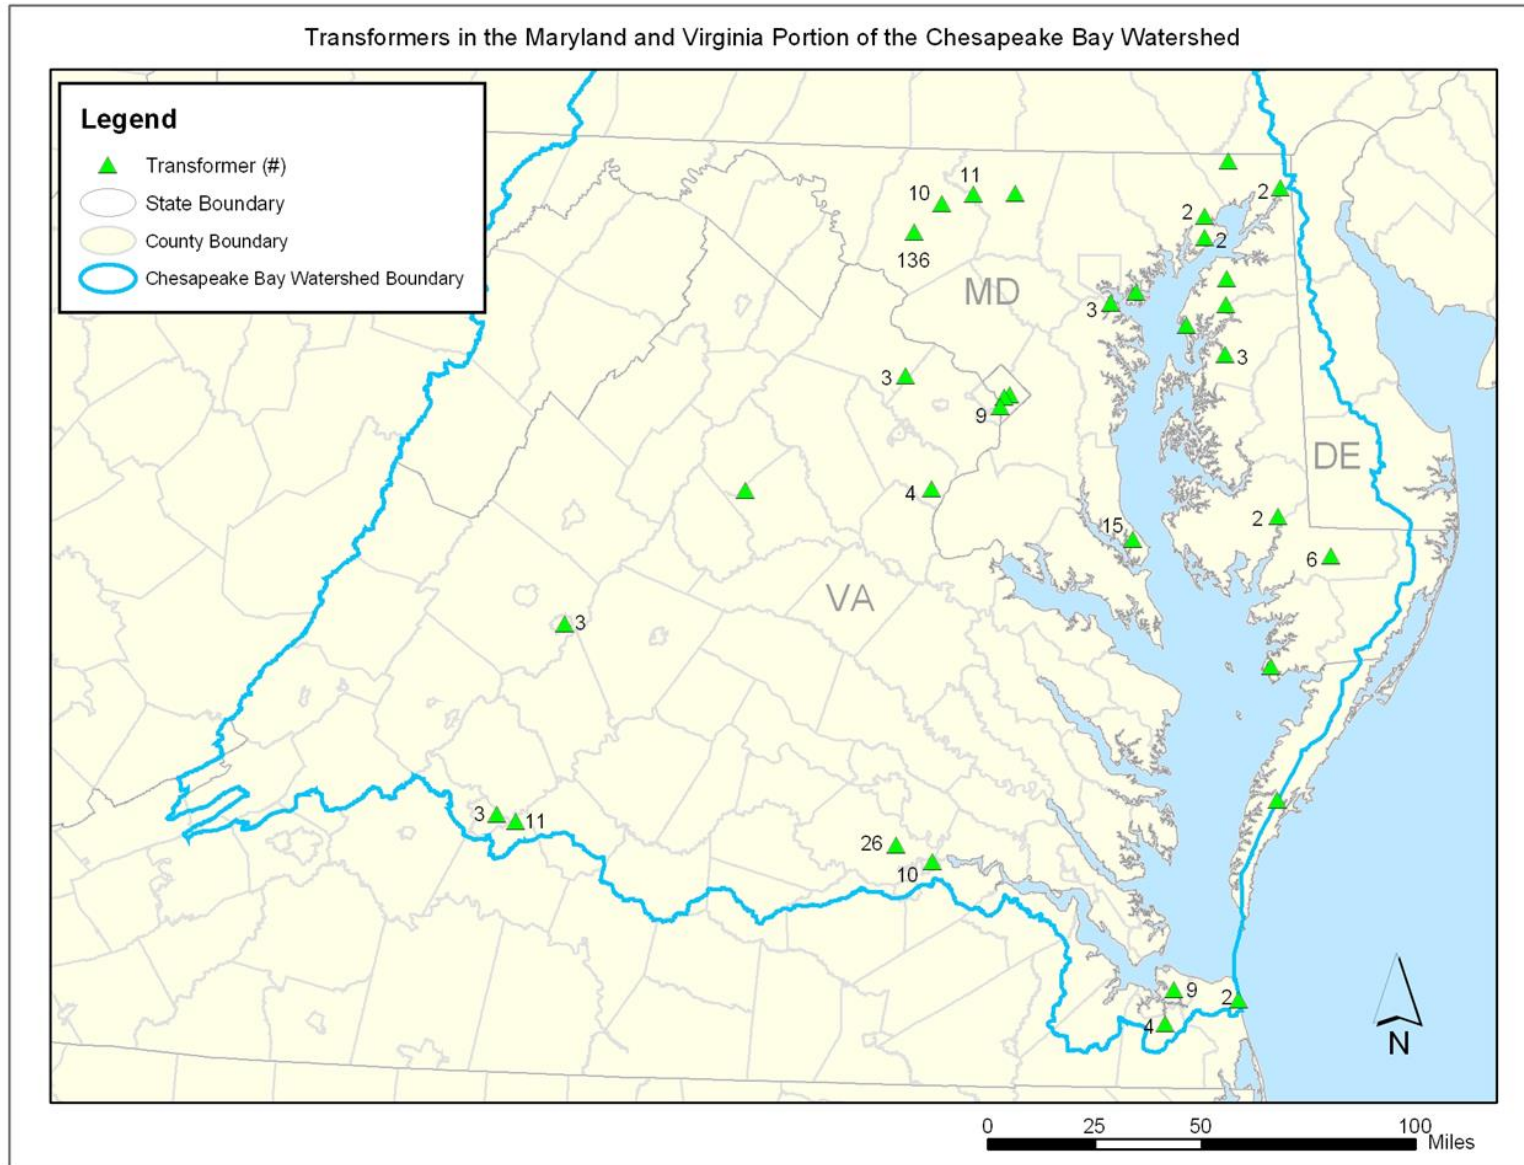 Transformers in the Maryland and Virginia Portion of the Chesapeake Bay Watershed
Legend
Transformer (#)
State Boundary
County Boundary
Chesapeake Bay Watershed Boundary
11
10
2
2
2
136
MD
3
3
3
9
DE
4
2
15
6
VA
3
3
11
26
10
9
2
4
N
0 25 50 100
Miles